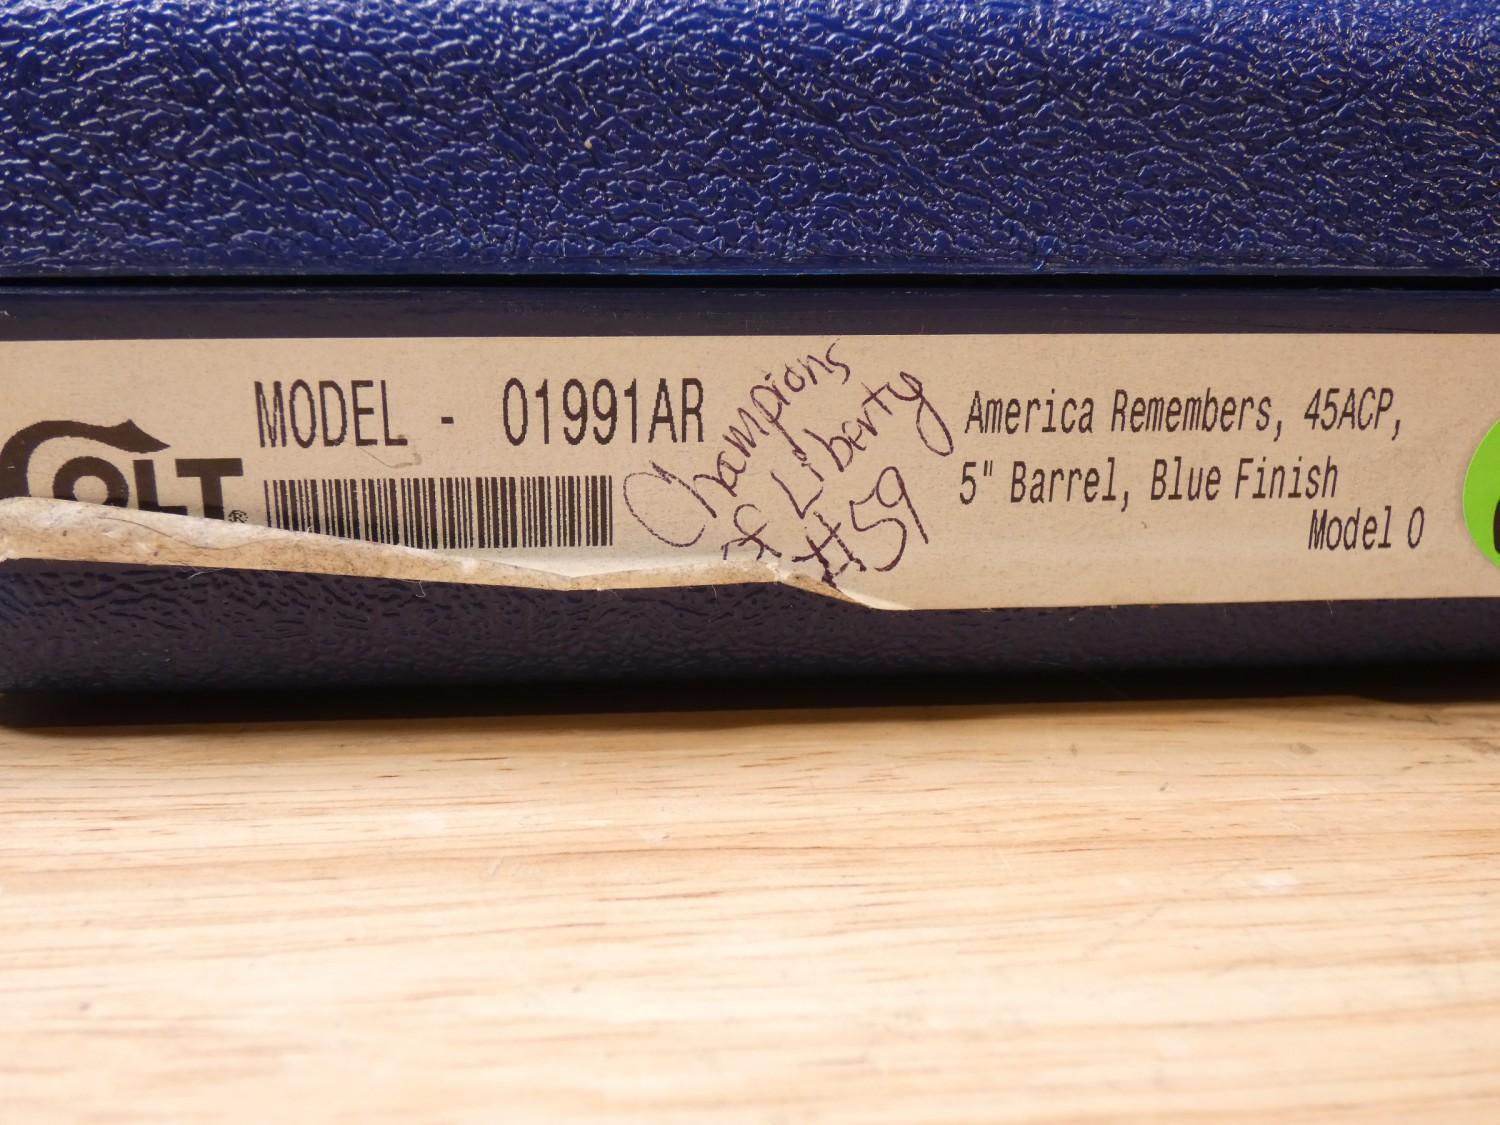 COLT®
MODEL - 01991AR
Champions
of Liberty
#59
America Remembers, 45ACP,
5" Barrel, Blue Finish
Model O